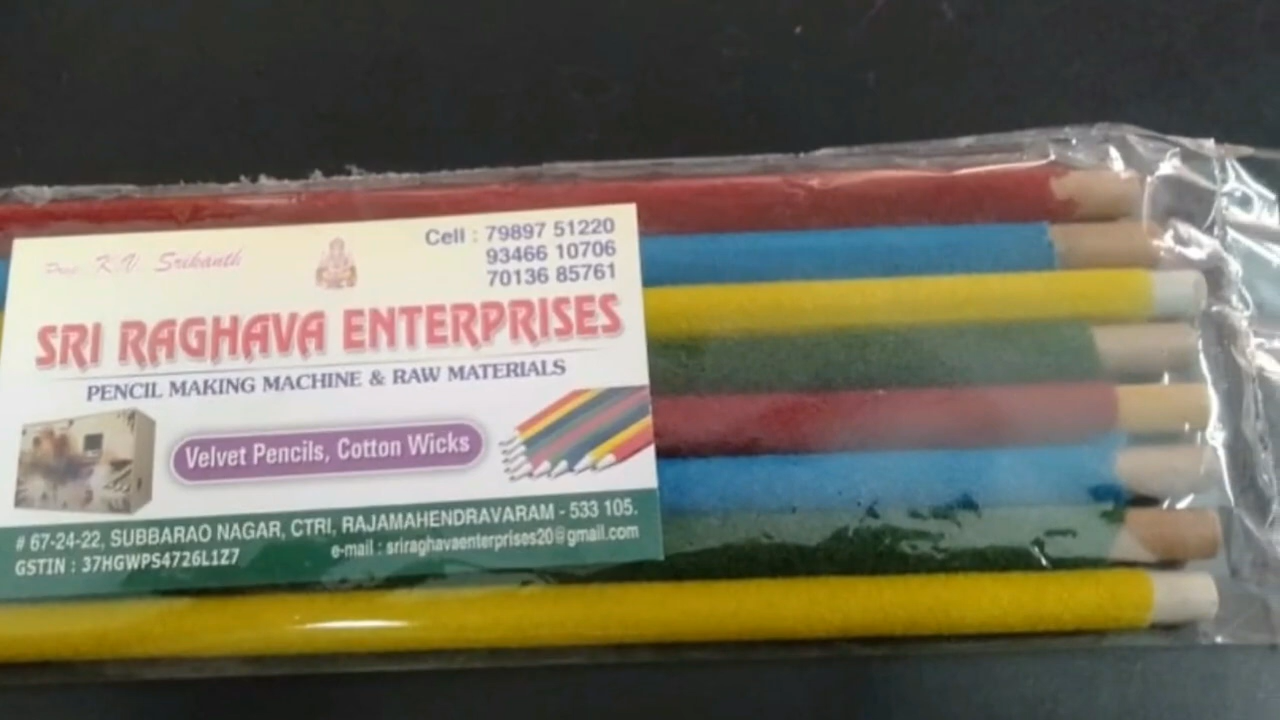 Prop. K.V. Srikanth
Cell : 79897 51220
93466 10706
70136 85761
SRI RAGHAVA ENTERPRISES
PENCIL MAKING MACHINE & RAW MATERIALS
Velvet Pencils, Cotton Wicks
# 67-24-22, SUBBARAO NAGAR, CTRI, RAJAMAHENDRAVARAM - 533 105.
GSTIN : 37HGWPS4726L1Z7
e-mail : sriraghavaenterprises20@gmail.com